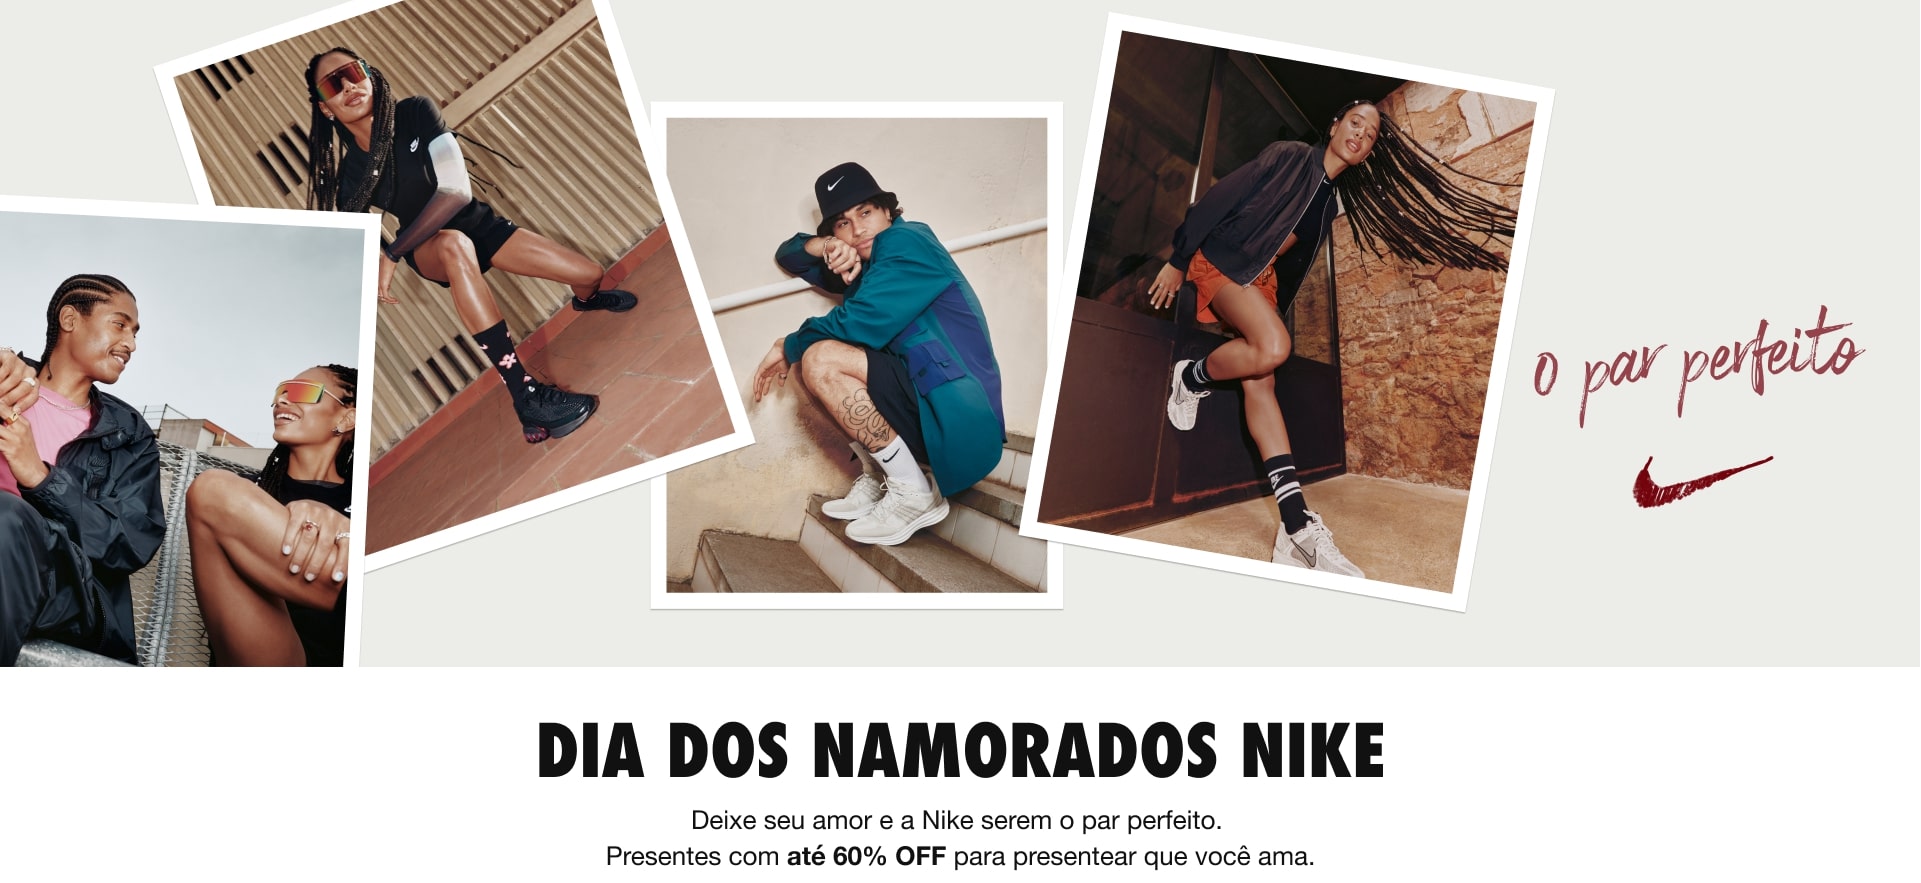 o par perfeito
DIA DOS NAMORADOS NIKE
Deixe seu amor e a Nike serem o par perfeito.
Presentes com até 60% OFF para presentear que você ama.